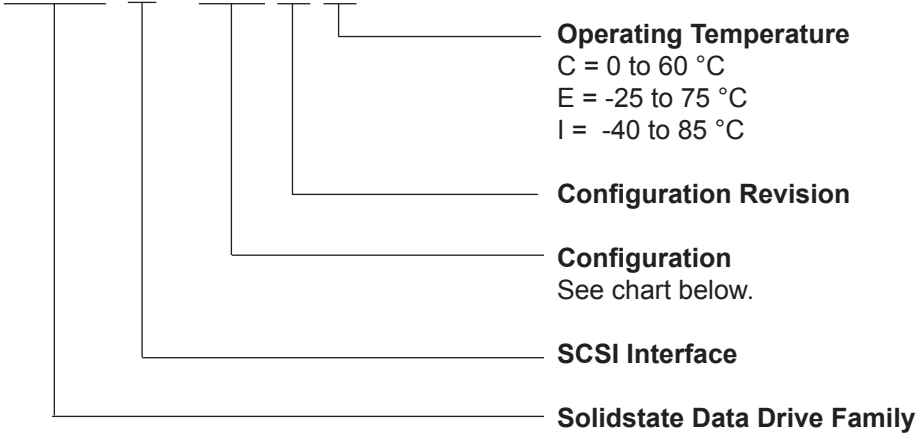 Operating Temperature
C = 0 to 60 °C
E = -25 to 75 °C
I = -40 to 85 °C
Configuration Revision
Configuration
See chart below.
SCSI Interface
Solidstate Data Drive Family